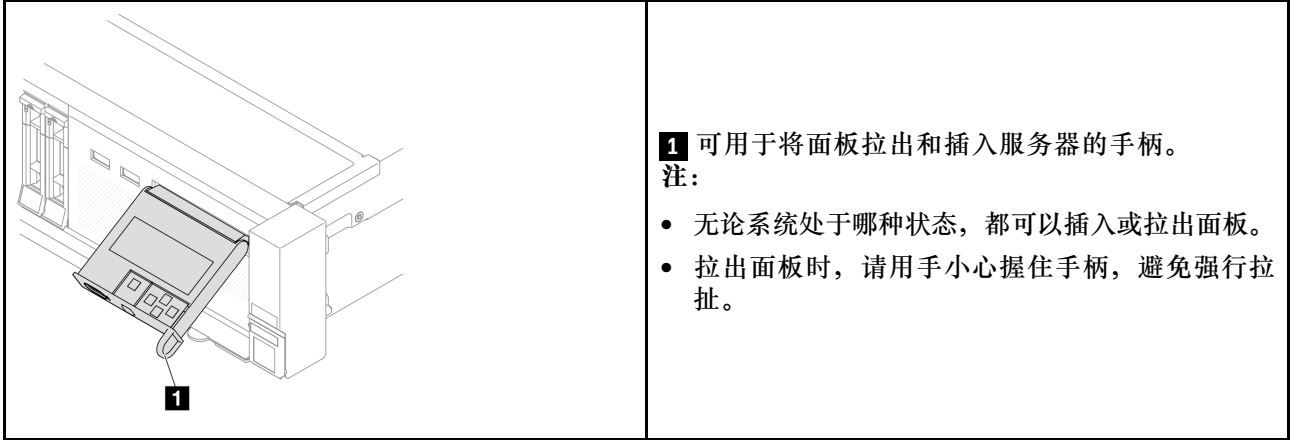 1 可用于将面板拉出和插入服务器的手柄。
注：
• 无论系统处于哪种状态，都可以插入或拉出面板。
• 拉出面板时，请用手小心握住手柄，避免强行拉
扯。
1